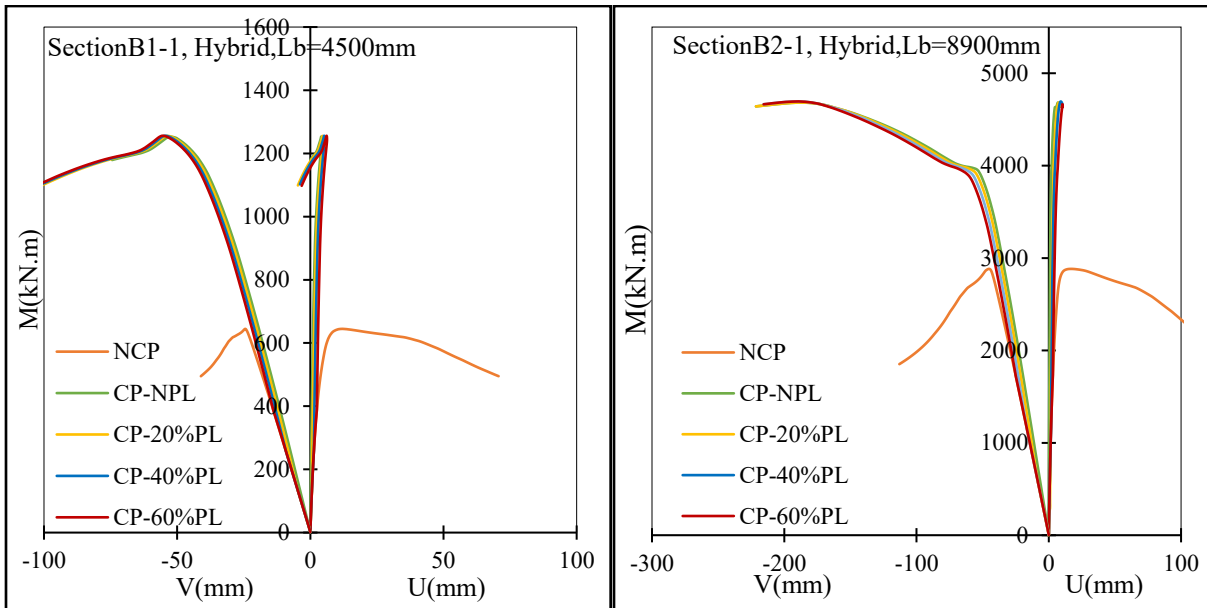 SectionB1-1, Hybrid,Lb=4500mm
1600
1400
1200
1000
800
600
400
200
0
M(kN.m)
NCP
CP-NPL
CP-20%PL
CP-40%PL
CP-60%PL
-100
-50
0
50
100
V(mm)
U(mm)
SectionB2-1, Hybrid,Lb=8900mm
5000
4000
3000
2000
1000
0
M(kN.m)
NCP
CP-NPL
CP-20%PL
CP-40%PL
CP-60%PL
-300
-200
-100
0
100
V(mm)
U(mm)